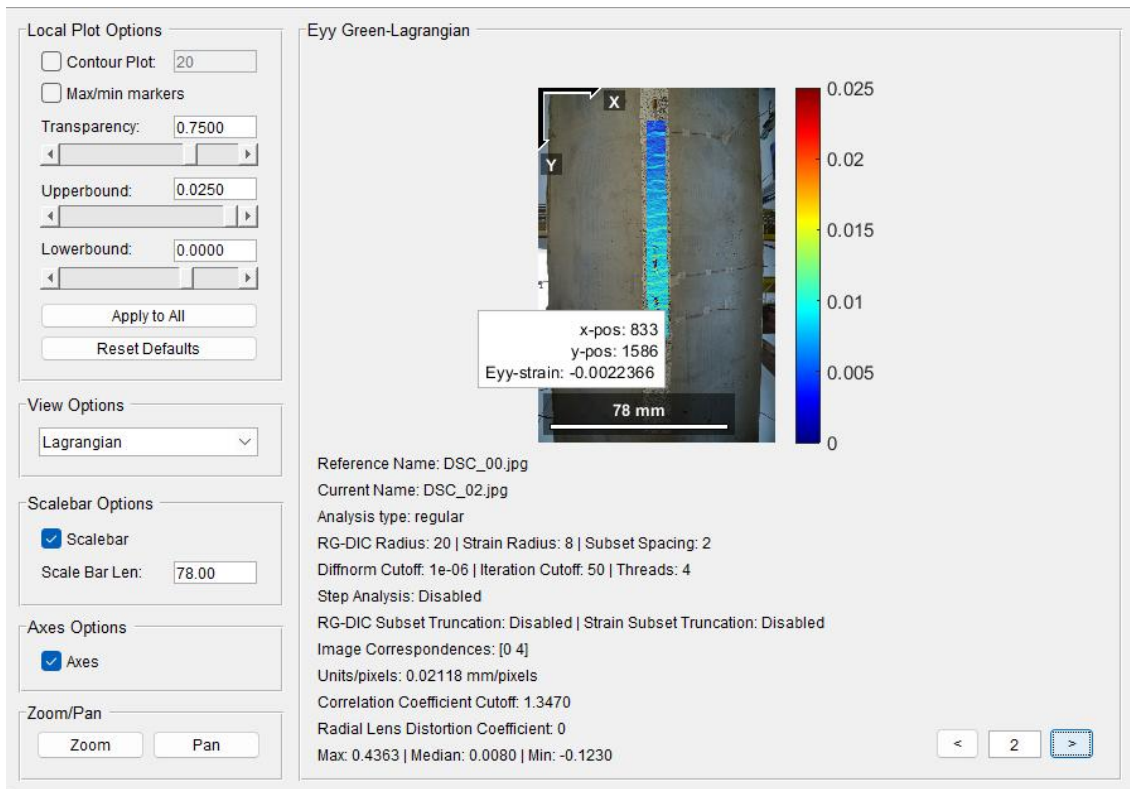 Local Plot Options
Contour Plot: 20
Max/min markers
Transparency: 0.7500
Upperbound: 0.0250
Lowerbound: 0.0000
Apply to All
Reset Defaults
View Options
Lagrangian
Scalebar Options
Scalebar
Scale Bar Len: 78.00
Axes Options
Axes
Zoom/Pan
Zoom Pan
Eyy Green-Lagrangian
X
Y
x-pos: 833
y-pos: 1586
Eyy-strain: -0.0022366
78 mm
0.025
0.02
0.015
0.01
0.005
0
Reference Name: DSC_00.jpg
Current Name: DSC_02.jpg
Analysis type: regular
RG-DIC Radius: 20 | Strain Radius: 8 | Subset Spacing: 2
Diffnorm Cutoff: 1e-06 | Iteration Cutoff: 50 | Threads: 4
Step Analysis: Disabled
RG-DIC Subset Truncation: Disabled | Strain Subset Truncation: Disabled
Image Correspondences: [0 4]
Units/pixels: 0.02118 mm/pixels
Correlation Coefficient Cutoff: 1.3470
Radial Lens Distortion Coefficient: 0
Max: 0.4363 | Median: 0.0080 | Min: -0.1230
< 2 >